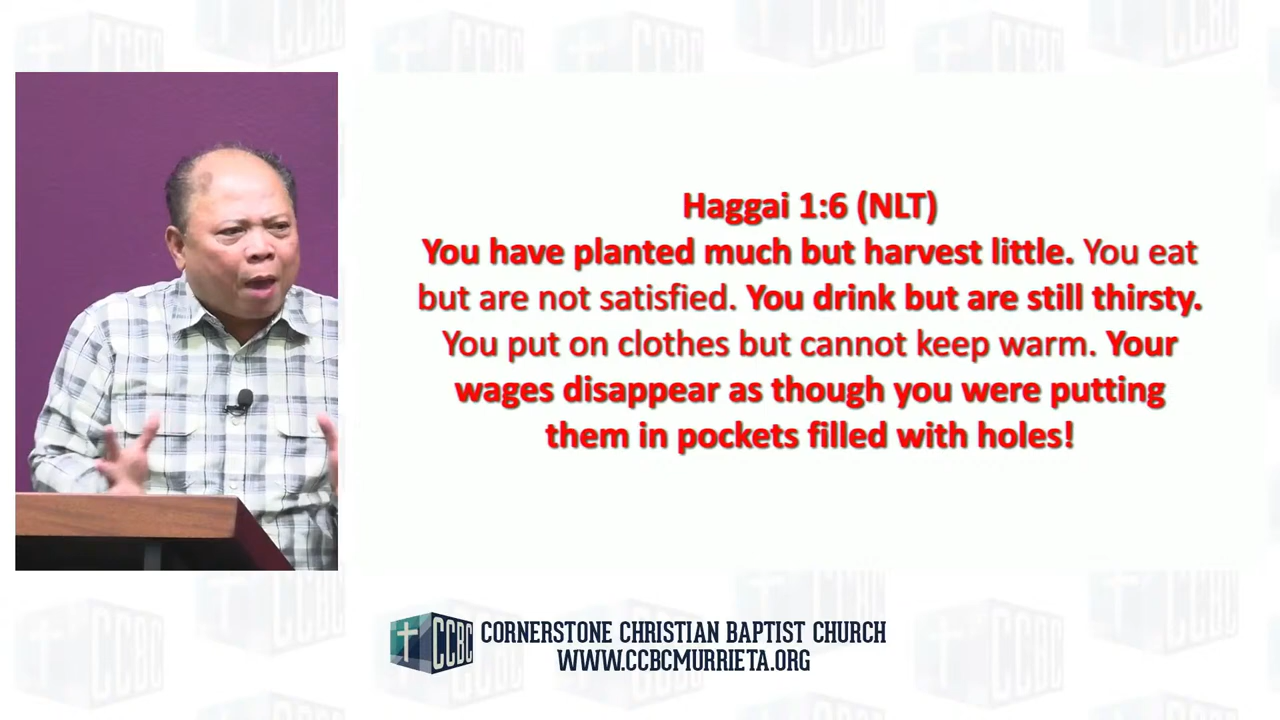 Haggai 1:6 (NLT)
You have planted much but harvest little. You eat
but are not satisfied. You drink but are still thirsty.
You put on clothes but cannot keep warm. Your
wages disappear as though you were putting
them in pockets filled with holes!
CCBC CORNERSTONE CHRISTIAN BAPTIST CHURCH
WWW.CCBCMURRIETA.ORG